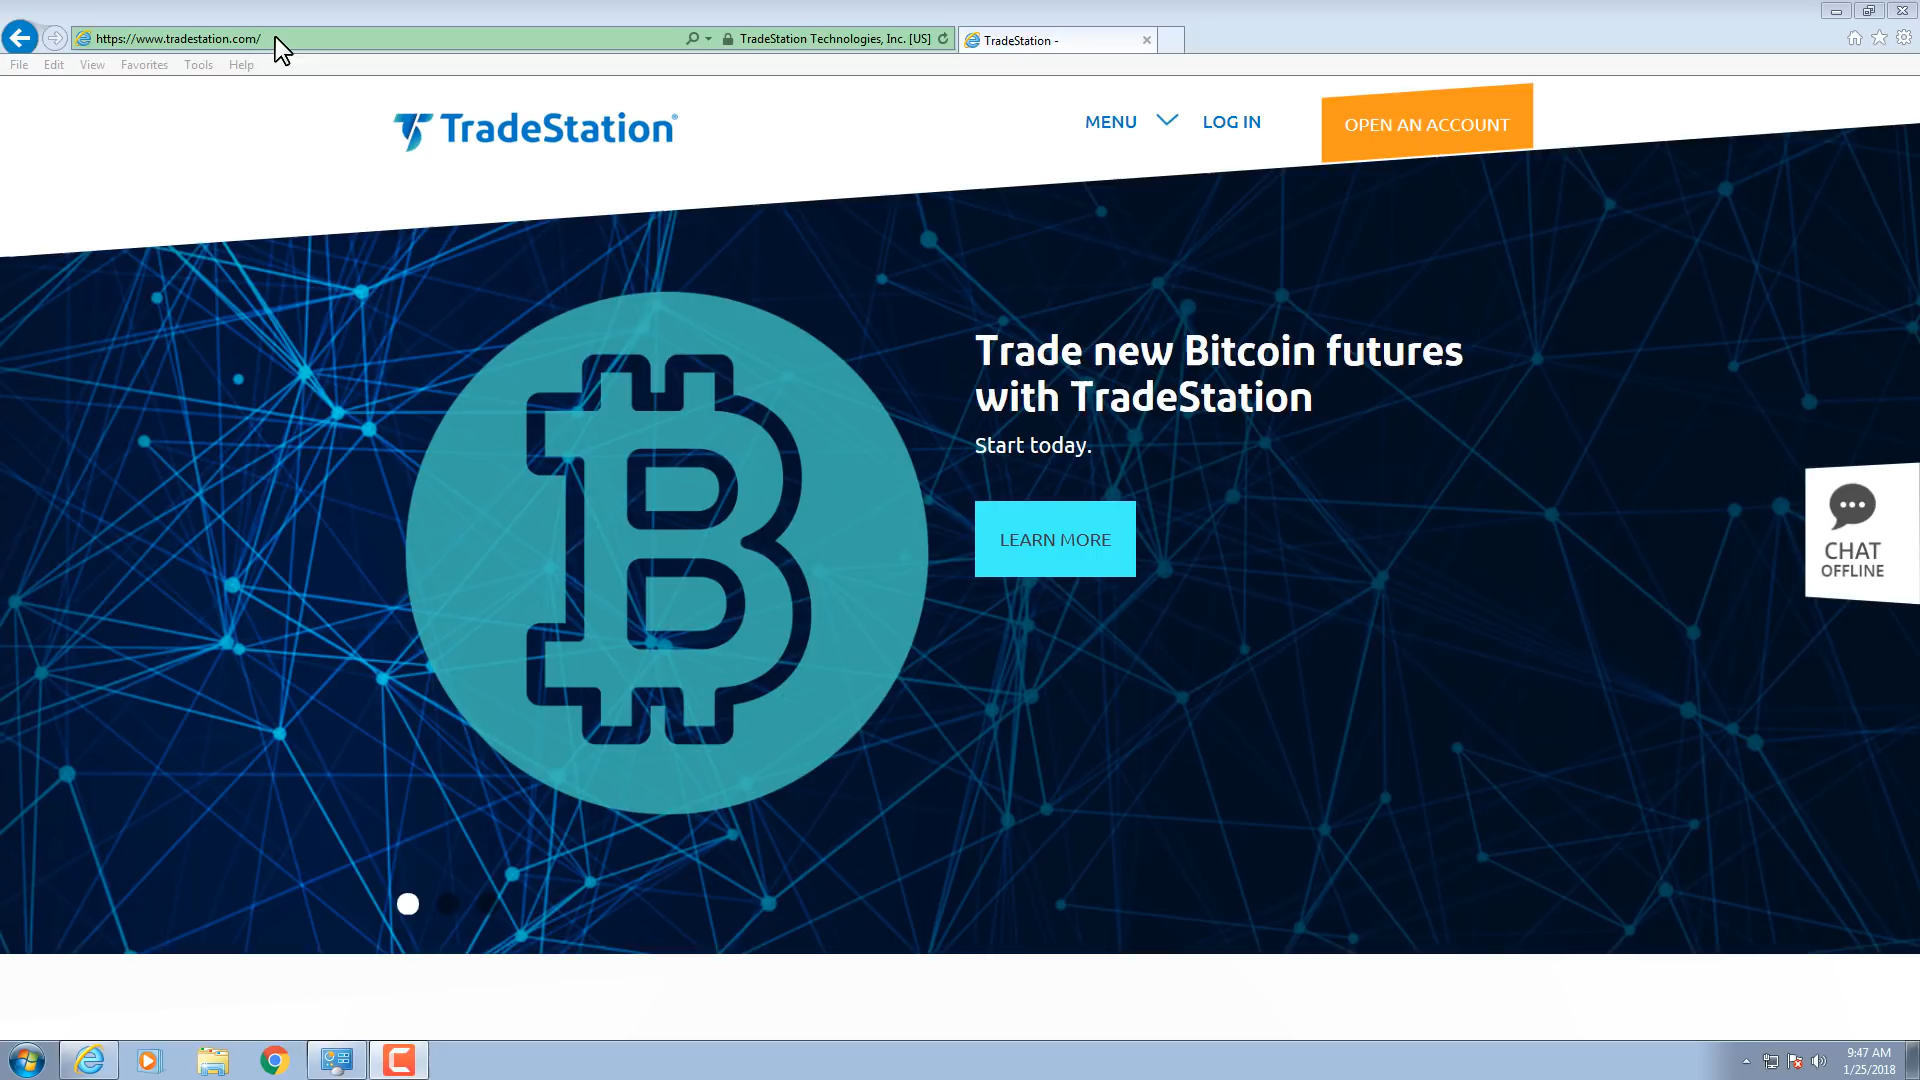 https://www.tradestation.com/
TradeStation Technologies, Inc. [US]
TradeStation -
File Edit View Favorites Tools Help
TradeStation®
MENU LOG IN OPEN AN ACCOUNT
Trade new Bitcoin futures
with TradeStation
Start today.
LEARN MORE
CHAT
OFFLINE
9:47 AM
1/25/2018